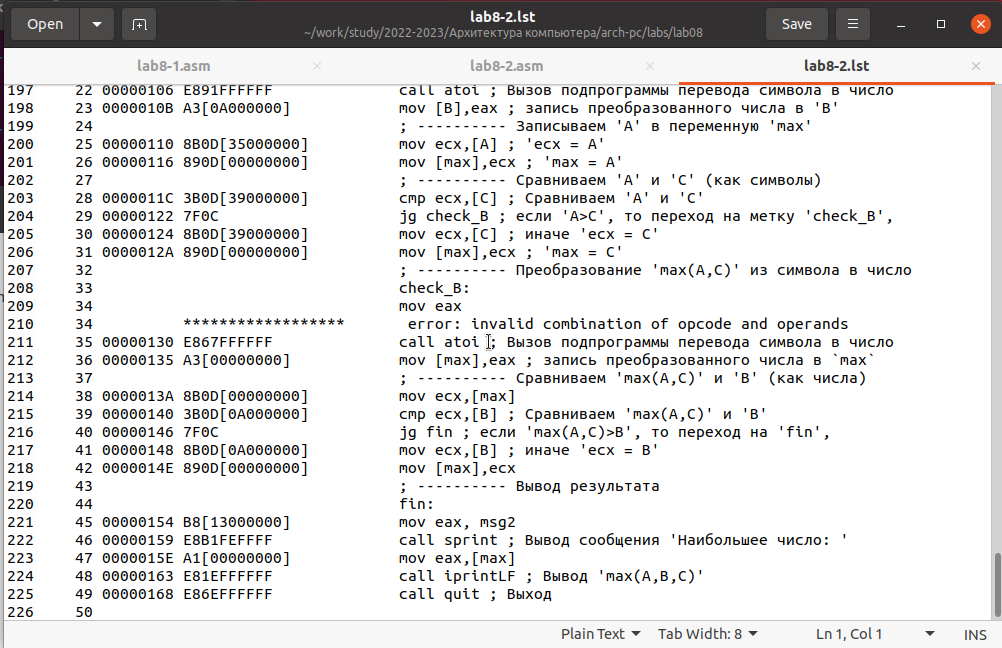 Open
lab8-2.lst
~/work/study/2022-2023/Архитектура компьютера/arch-pc/labs/lab08
Save
lab8-1.asm
lab8-2.asm
lab8-2.lst
197 22 00000106 E891FFFFFF call atoi ; Вызов подпрограммы перевода символа в число
198 23 0000010B A3[0A000000] mov [B],eax ; запись преобразованного числа в 'B'
199 24 ; ---------- Записываем 'A' в переменную 'max'
200 25 00000110 8B0D[35000000] mov ecx,[A] ; 'ecx = A'
201 26 00000116 890D[00000000] mov [max],ecx ; 'max = A'
202 27 ; ---------- Сравниваем 'A' и 'C' (как символы)
203 28 0000011C 3B0D[39000000] cmp ecx,[C] ; Сравниваем 'A' и 'C'
204 29 00000122 7F0C jg check_B ; если 'A>C', то переход на метку 'check_B',
205 30 00000124 8B0D[39000000] mov ecx,[C] ; иначе 'ecx = C'
206 31 0000012A 890D[00000000] mov [max],ecx ; 'max = C'
207 32 ; ---------- Преобразование 'max(A,C)' из символа в число
208 33 check_B:
209 34 mov eax
210 34 ****************** error: invalid combination of opcode and operands
211 35 00000130 E867FFFFFF call atoi ; Вызов подпрограммы перевода символа в число
212 36 00000135 A3[00000000] mov [max],eax ; запись преобразованного числа в `max`
213 37 ; ---------- Сравниваем 'max(A,C)' и 'B' (как числа)
214 38 0000013A 8B0D[00000000] mov ecx,[max]
215 39 00000140 3B0D[0A000000] cmp ecx,[B] ; Сравниваем 'max(A,C)' и 'B'
216 40 00000146 7F0C jg fin ; если 'max(A,C)>B', то переход на 'fin',
217 41 00000148 8B0D[0A000000] mov ecx,[B] ; иначе 'ecx = B'
218 42 0000014E 890D[00000000] mov [max],ecx
219 43 ; ---------- Вывод результата
220 44 fin:
221 45 00000154 B8[13000000] mov eax, msg2
222 46 00000159 E8B1FEFFFF call sprint ; Вывод сообщения 'Наибольшее число: '
223 47 0000015E A1[00000000] mov eax,[max]
224 48 00000163 E81EFFFFFF call iprintLF ; Вывод 'max(A,B,C)'
225 49 00000168 E86EFFFFFF call quit ; Выход
226 50
Plain Text Tab Width: 8 Ln 1, Col 1 INS